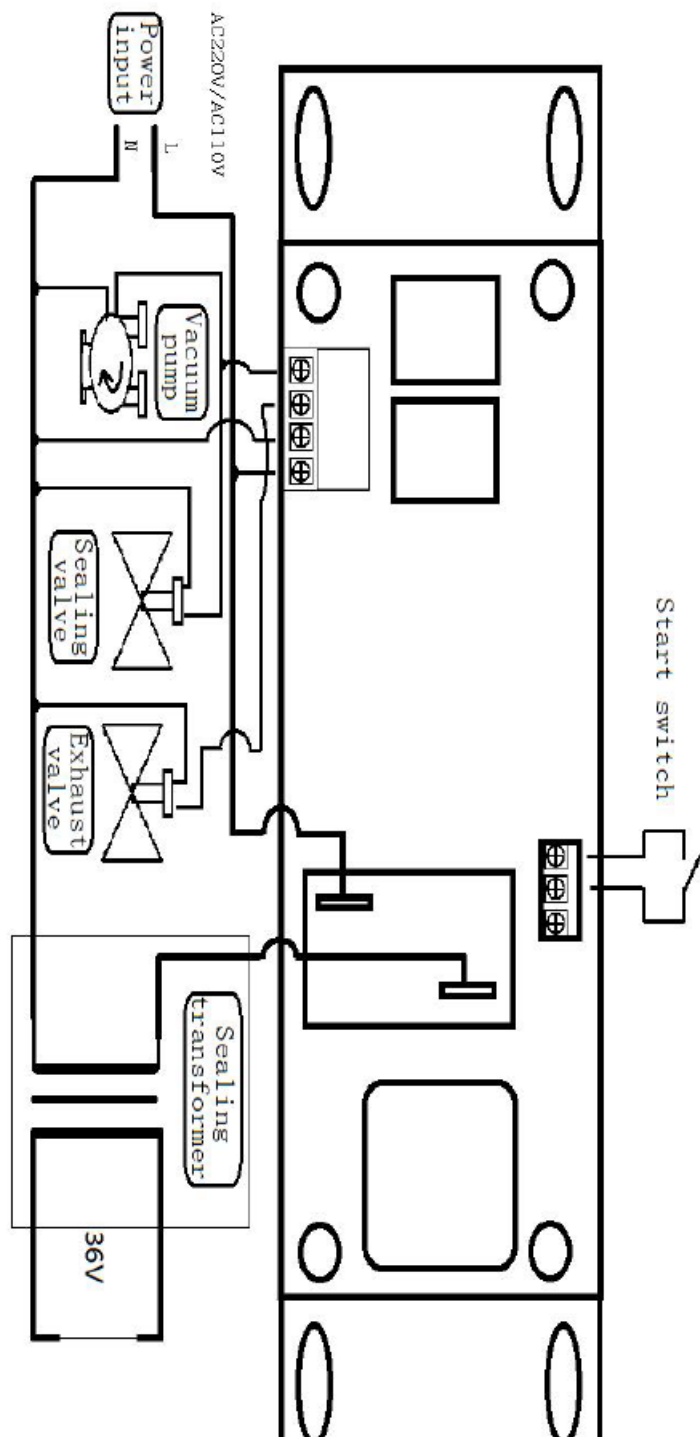 Start switch
AC220V/AC110V
Power
input
L
N
Vacuum
pump
Sealing
valve
Exhaust
valve
Sealing
transformer
36V